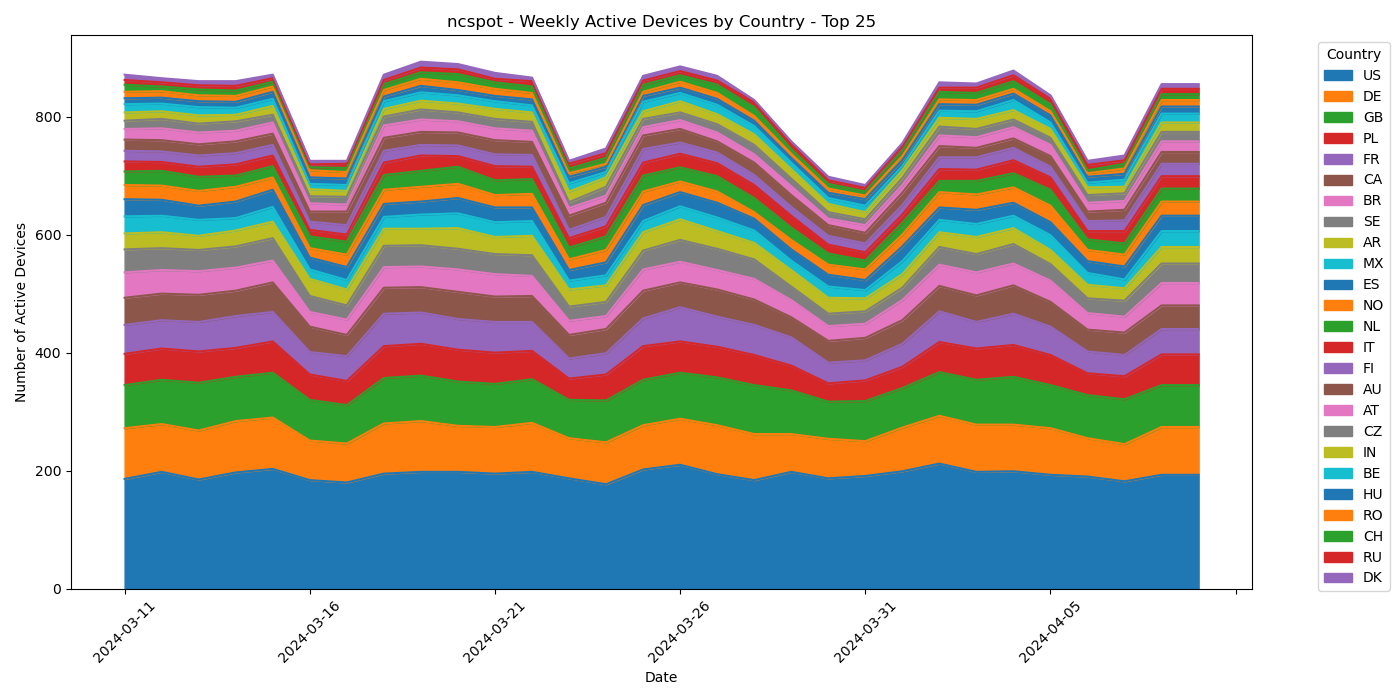 ncspot - Weekly Active Devices by Country - Top 25
Number of Active Devices
800
600
400
200
0
2024-03-11
2024-03-16
2024-03-21
2024-03-26
2024-03-31
2024-04-05
Date
Country
US
DE
GB
PL
FR
CA
BR
SE
AR
MX
ES
NO
NL
IT
FI
AU
AT
CZ
IN
BE
HU
RO
CH
RU
DK